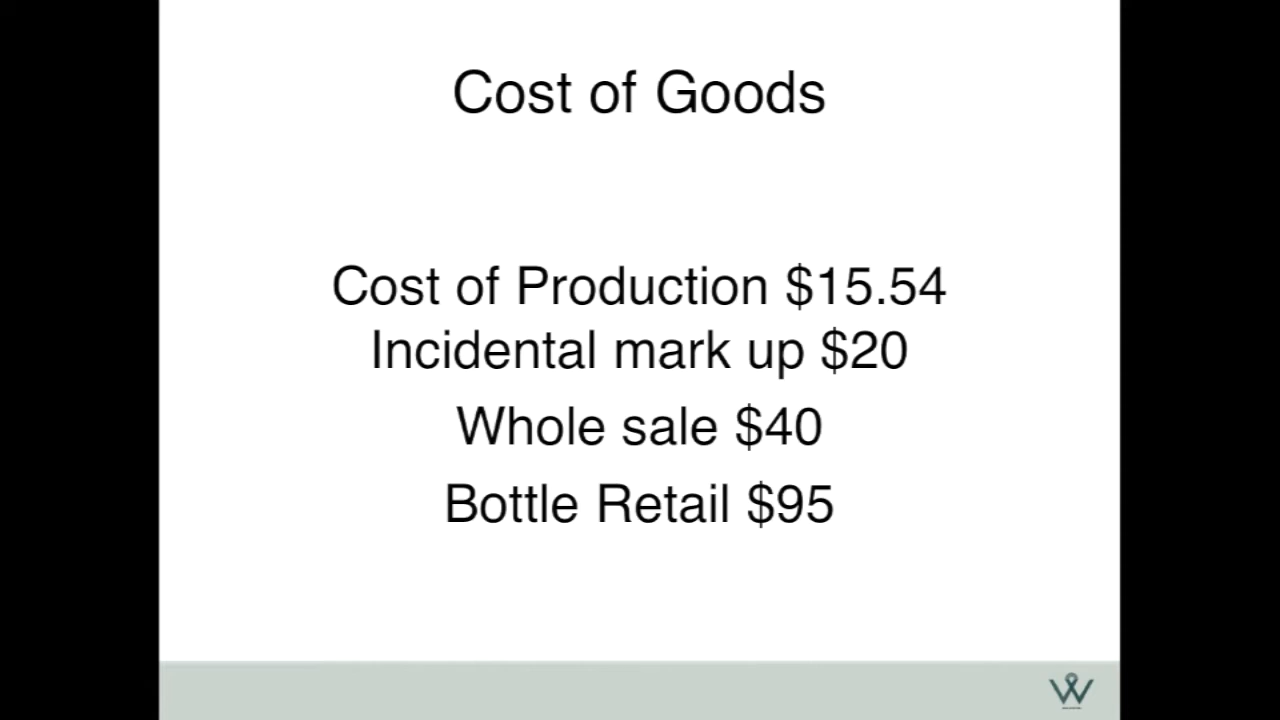 Cost of Goods
Cost of Production $15.54
Incidental mark up $20
Whole sale $40
Bottle Retail $95
W